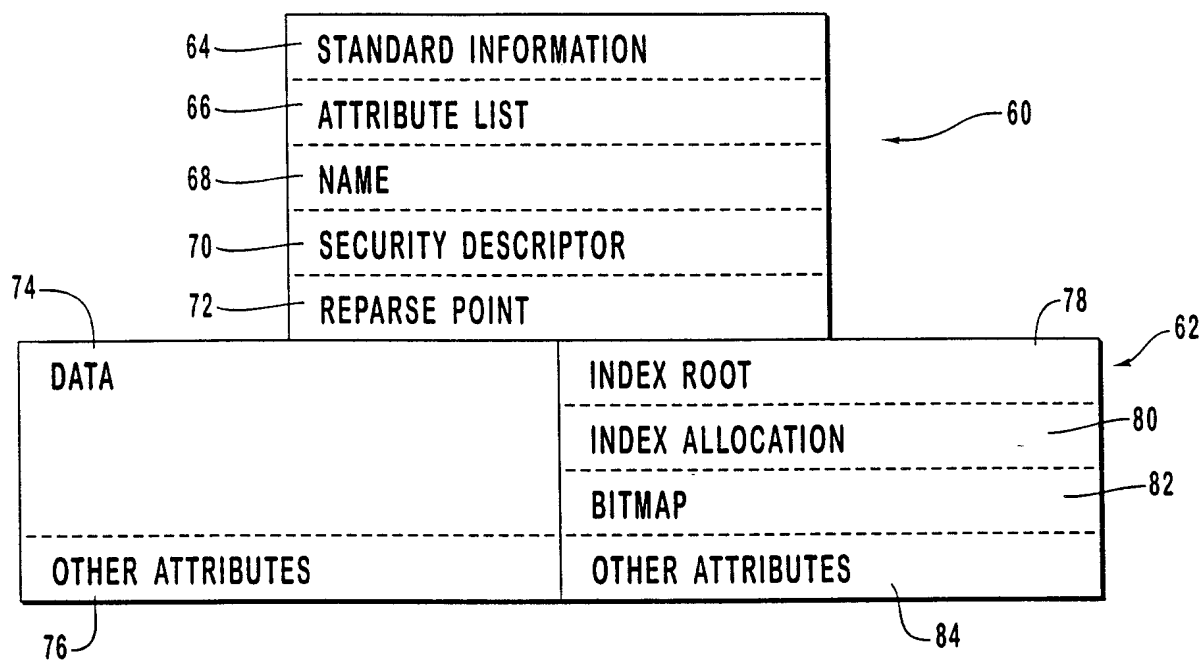 64 STANDARD INFORMATION
66 ATTRIBUTE LIST
60
68 NAME
70 SECURITY DESCRIPTOR
72 REPARSE POINT
74
78
62
DATA
INDEX ROOT
INDEX ALLOCATION 80
BITMAP 82
OTHER ATTRIBUTES
OTHER ATTRIBUTES
76
84